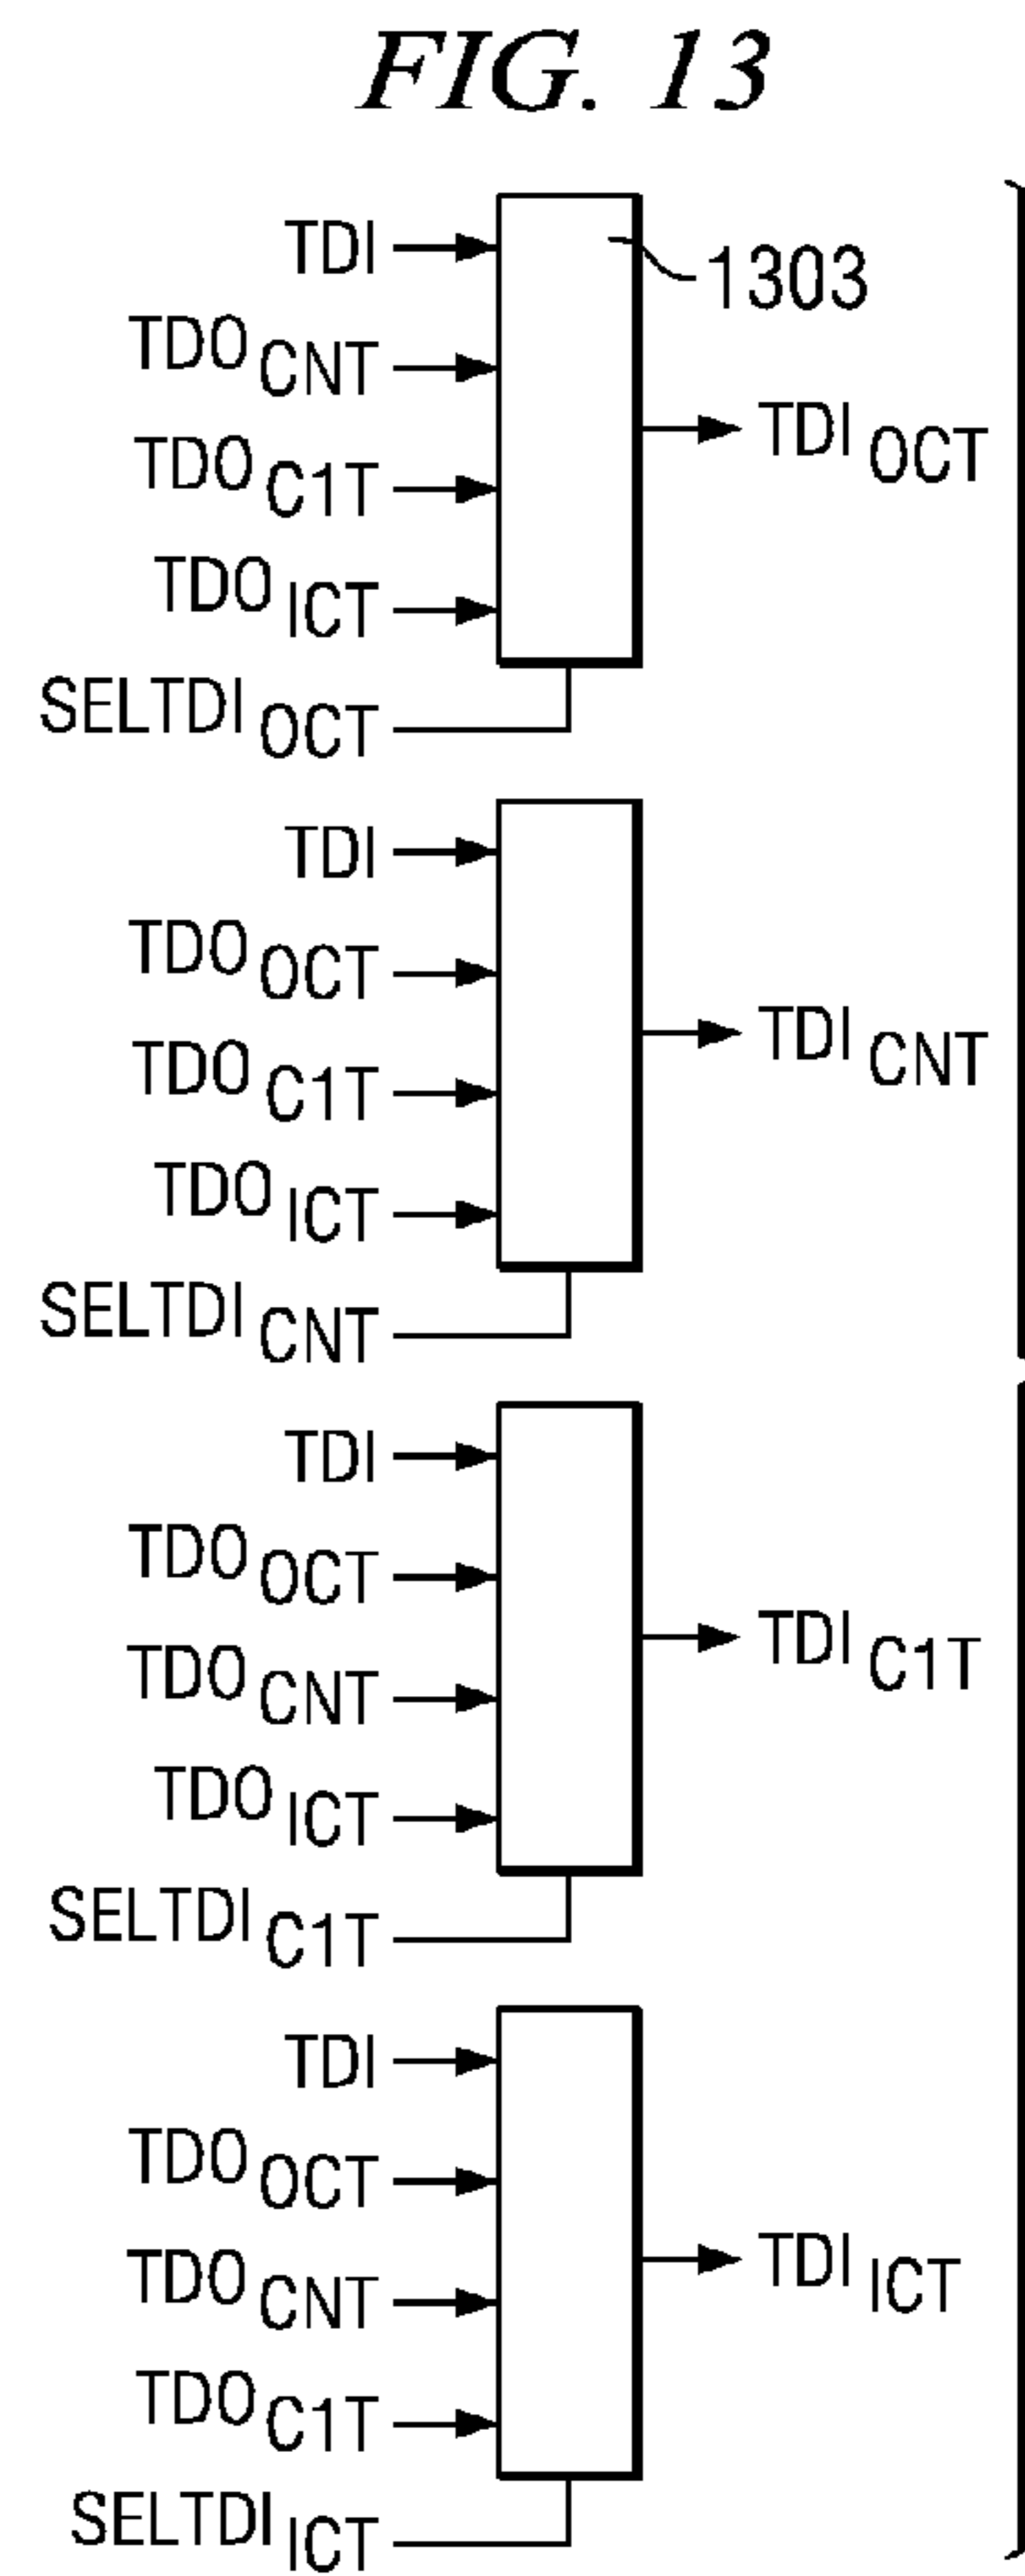 FIG. 13
TDI
1303
TDO CNT
TDI OCT
TDO C1T
TDO ICT
SELTDI OCT
TDI
TDO OCT
TDI CNT
TDO C1T
TDO ICT
SELTDI CNT
TDI
TDO OCT
TDI C1T
TDO CNT
TDO ICT
SELTDI C1T
TDI
TDO OCT
TDI ICT
TDO CNT
TDO C1T
SELTDI ICT